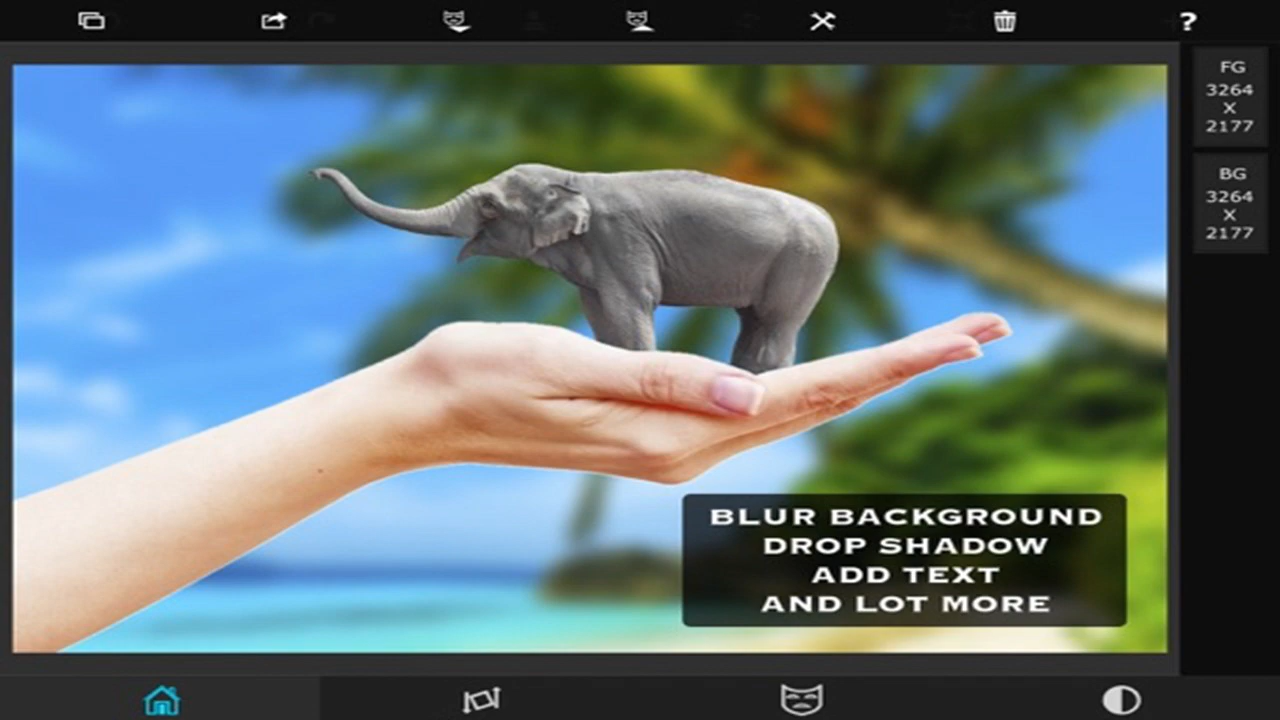 ?
FG
3264
X
2177
BG
3264
X
2177
BLUR BACKGROUND
DROP SHADOW
ADD TEXT
AND LOT MORE